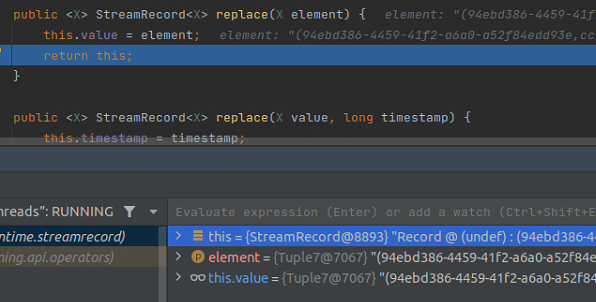 public <X> StreamRecord<X> replace(X element) {   element: "(94ebd386-4459-41f
this.value = element;   element: "(94ebd386-4459-41f2-a6a0-a52f84edd93e,cc
return this;
}
public <X> StreamRecord<X> replace(X value, long timestamp) {
this.timestamp = timestamp;
hreads": RUNNING
Evaluate expression (Enter) or add a watch (Ctrl+Shift+E
ntime.streamrecord)
this = {StreamRecord@8893} "Record @ (undef) : (94ebd386-4
ning.api.operators)
element = {Tuple7@7067} "(94ebd386-4459-41f2-a6a0-a52f84e
this.value = {Tuple7@7067} "(94ebd386-4459-41f2-a6a0-a52f8